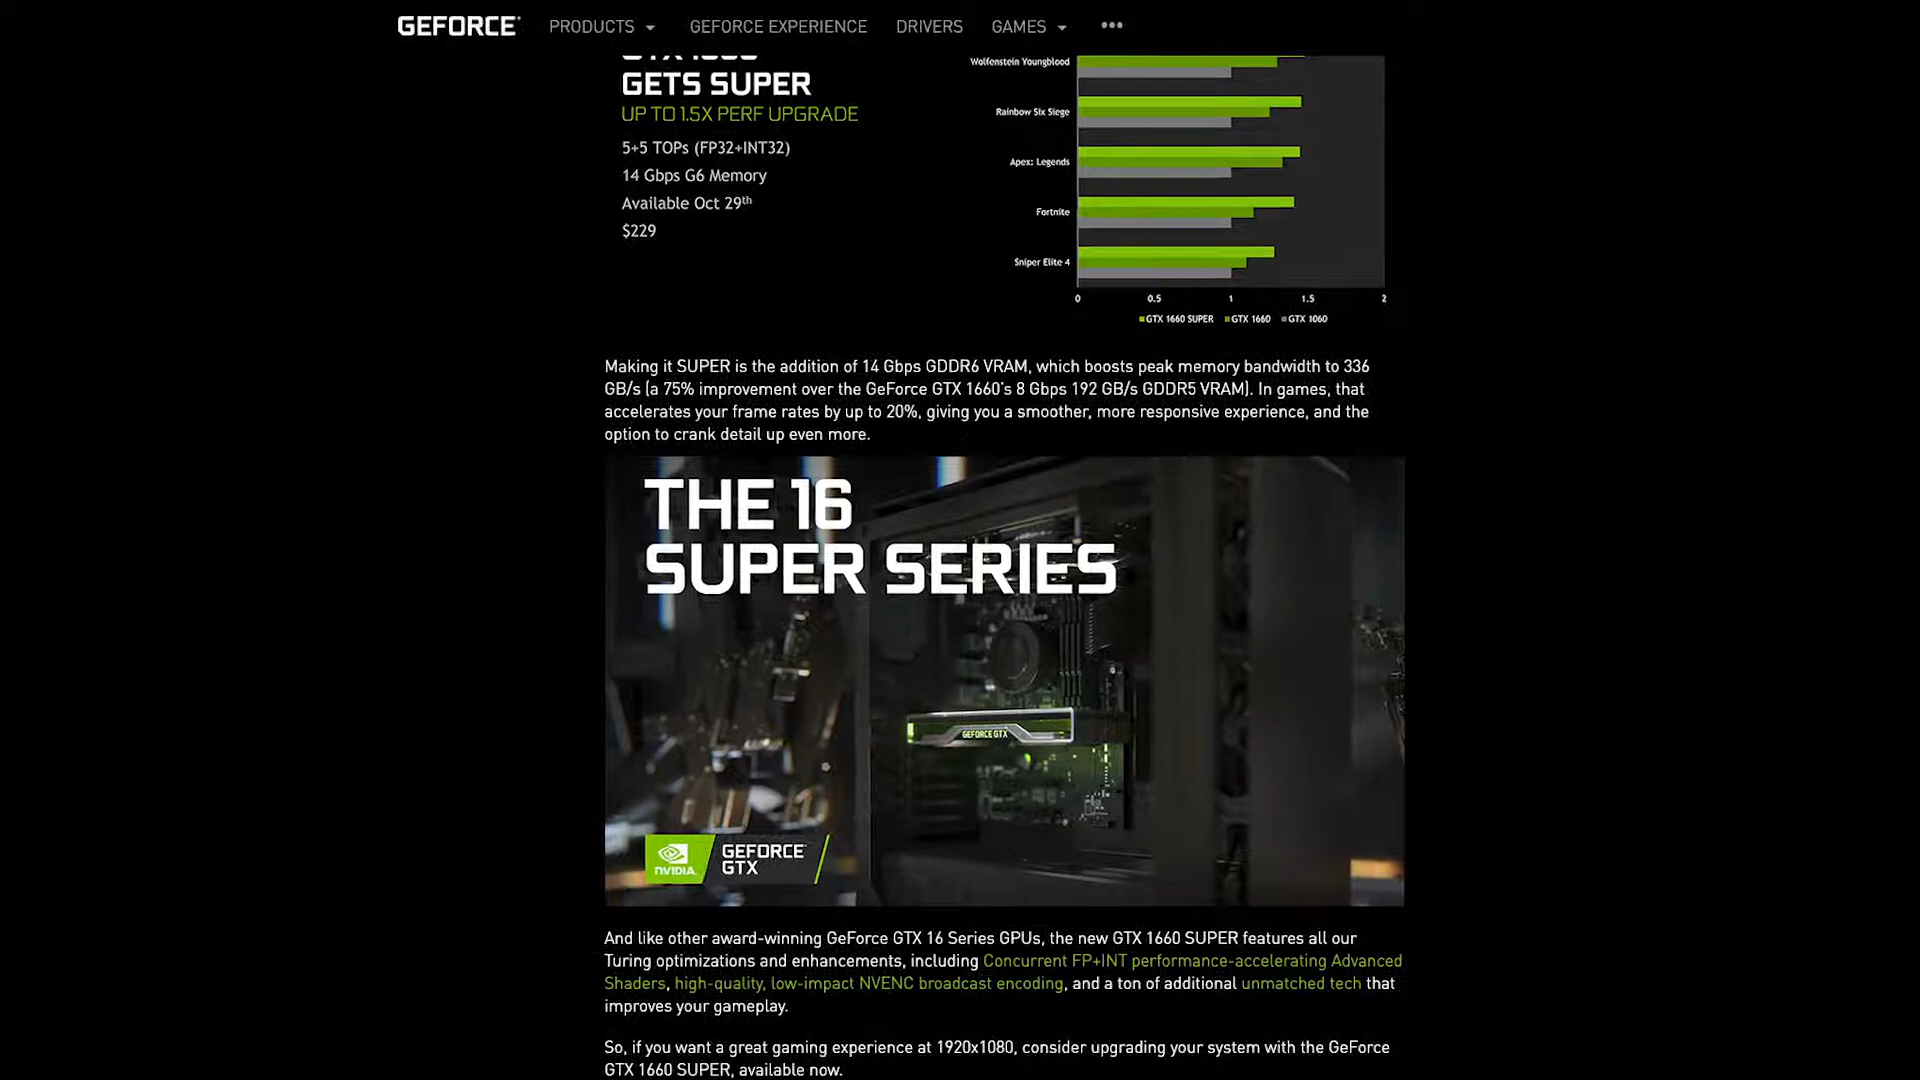 GEFORCE
PRODUCTS
GEFORCE EXPERIENCE
DRIVERS
GAMES
GETS SUPER
UP TO 1.5X PERF UPGRADE
5+5 TOPs (FP32+INT32)
14 Gbps G6 Memory
Available Oct 29th
$229
Wolfenstein Youngblood
Rainbow Six Siege
Apex: Legends
Fortnite
Sniper Elite 4
0 0.5 1 1.5 2
GTX 1660 SUPER GTX 1660 GTX 1060
Making it SUPER is the addition of 14 Gbps GDDR6 VRAM, which boosts peak memory bandwidth to 336
GB/s (a 75% improvement over the GeForce GTX 1660's 8 Gbps 192 GB/s GDDR5 VRAM). In games, that
accelerates your frame rates by up to 20%, giving you a smoother, more responsive experience, and the
option to crank detail up even more.
THE 16
SUPER SERIES
GEFORCE GTX
NVIDIA.
GEFORCE
GTX
And like other award-winning GeForce GTX 16 Series GPUs, the new GTX 1660 SUPER features all our
Turing optimizations and enhancements, including Concurrent FP+INT performance-accelerating Advanced
Shaders, high-quality, low-impact NVENC broadcast encoding, and a ton of additional unmatched tech that
improves your gameplay.
So, if you want a great gaming experience at 1920x1080, consider upgrading your system with the GeForce
GTX 1660 SUPER, available now.